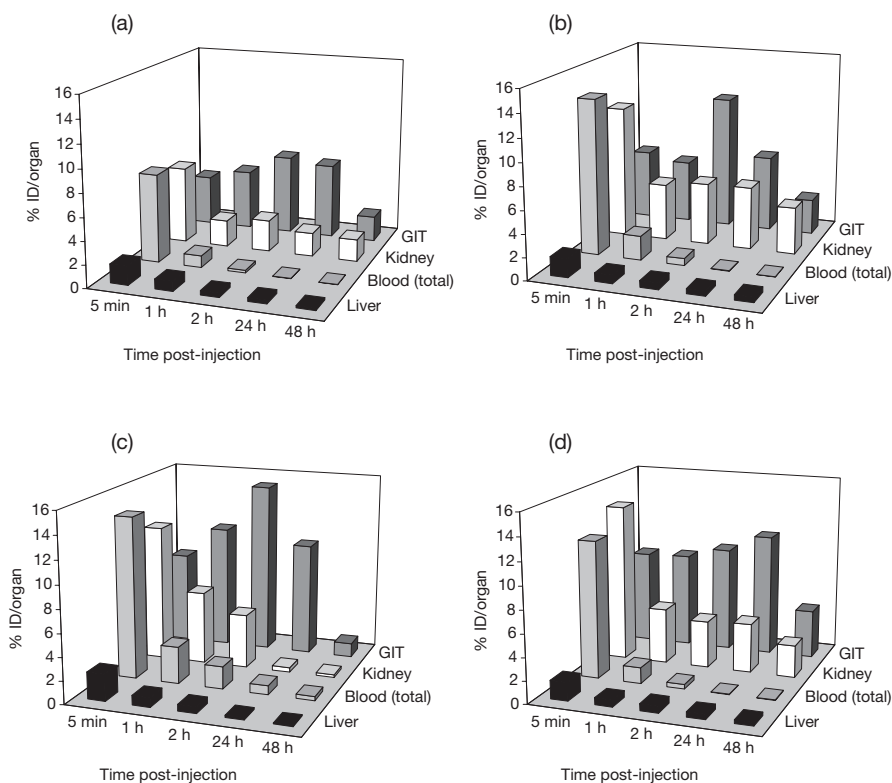 (a)
16
14
12
10
8
6
4
2
0
% ID/organ
5 min
1 h
2 h
24 h
48 h
GIT
Kidney
Blood (total)
Liver
Time post-injection
(b)
16
14
12
10
8
6
4
2
0
% ID/organ
5 min
1 h
2 h
24 h
48 h
GIT
Kidney
Blood (total)
Liver
Time post-injection
(c)
16
14
12
10
8
6
4
2
0
% ID/organ
5 min
1 h
2 h
24 h
48 h
GIT
Kidney
Blood (total)
Liver
Time post-injection
(d)
16
14
12
10
8
6
4
2
0
% ID/organ
5 min
1 h
2 h
24 h
48 h
GIT
Kidney
Blood (total)
Liver
Time post-injection